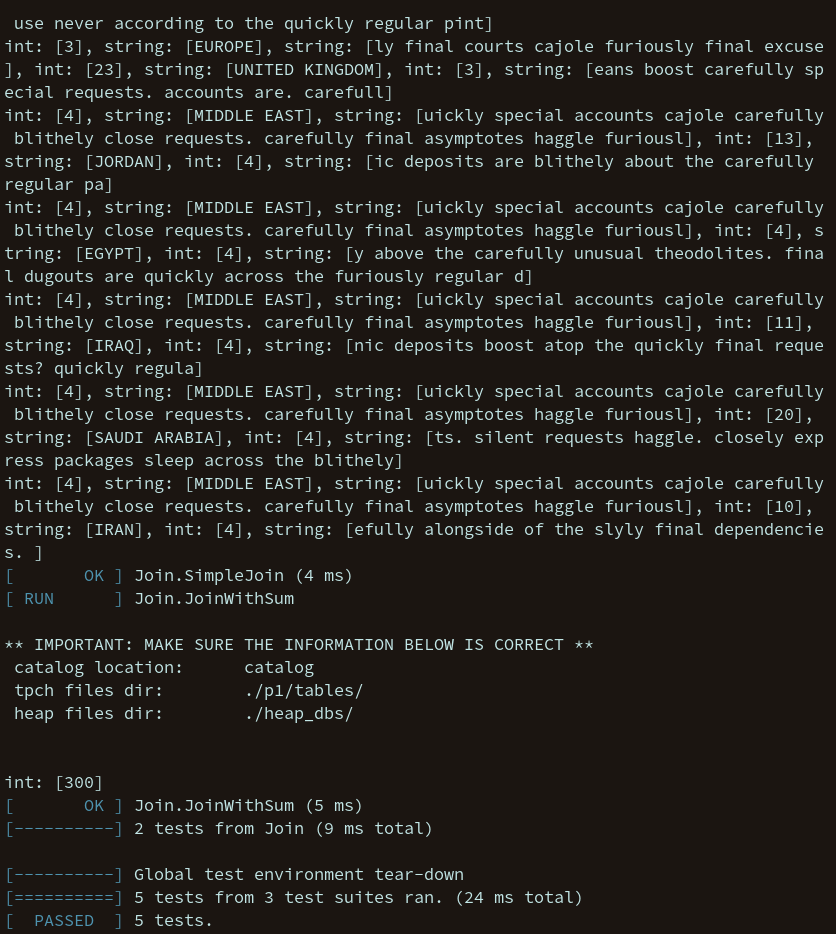 use never according to the quickly regular pint]
int: [3], string: [EUROPE], string: [ly final courts cajole furiously final excuse
], int: [23], string: [UNITED KINGDOM], int: [3], string: [eans boost carefully sp
ecial requests. accounts are. carefull]
int: [4], string: [MIDDLE EAST], string: [uickly special accounts cajole carefully
 blithely close requests. carefully final asymptotes haggle furiousl], int: [13],
string: [JORDAN], int: [4], string: [ic deposits are blithely about the carefully
regular pa]
int: [4], string: [MIDDLE EAST], string: [uickly special accounts cajole carefully
 blithely close requests. carefully final asymptotes haggle furiousl], int: [4], s
tring: [EGYPT], int: [4], string: [y above the carefully unusual theodolites. fina
l dugouts are quickly across the furiously regular d]
int: [4], string: [MIDDLE EAST], string: [uickly special accounts cajole carefully
 blithely close requests. carefully final asymptotes haggle furiousl], int: [11],
string: [IRAQ], int: [4], string: [nic deposits boost atop the quickly final reque
sts? quickly regula]
int: [4], string: [MIDDLE EAST], string: [uickly special accounts cajole carefully
 blithely close requests. carefully final asymptotes haggle furiousl], int: [20],
string: [SAUDI ARABIA], int: [4], string: [ts. silent requests haggle. closely exp
ress packages sleep across the blithely]
int: [4], string: [MIDDLE EAST], string: [uickly special accounts cajole carefully
 blithely close requests. carefully final asymptotes haggle furiousl], int: [10],
string: [IRAN], int: [4], string: [efully alongside of the slyly final dependencie
s. ]
[       OK ] Join.SimpleJoin (4 ms)
[ RUN      ] Join.JoinWithSum

** IMPORTANT: MAKE SURE THE INFORMATION BELOW IS CORRECT **
 catalog location:      catalog
 tpch files dir:        ./p1/tables/
 heap files dir:        ./heap_dbs/


int: [300]
[       OK ] Join.JoinWithSum (5 ms)
[----------] 2 tests from Join (9 ms total)

[----------] Global test environment tear-down
[==========] 5 tests from 3 test suites ran. (24 ms total)
[  PASSED  ] 5 tests.